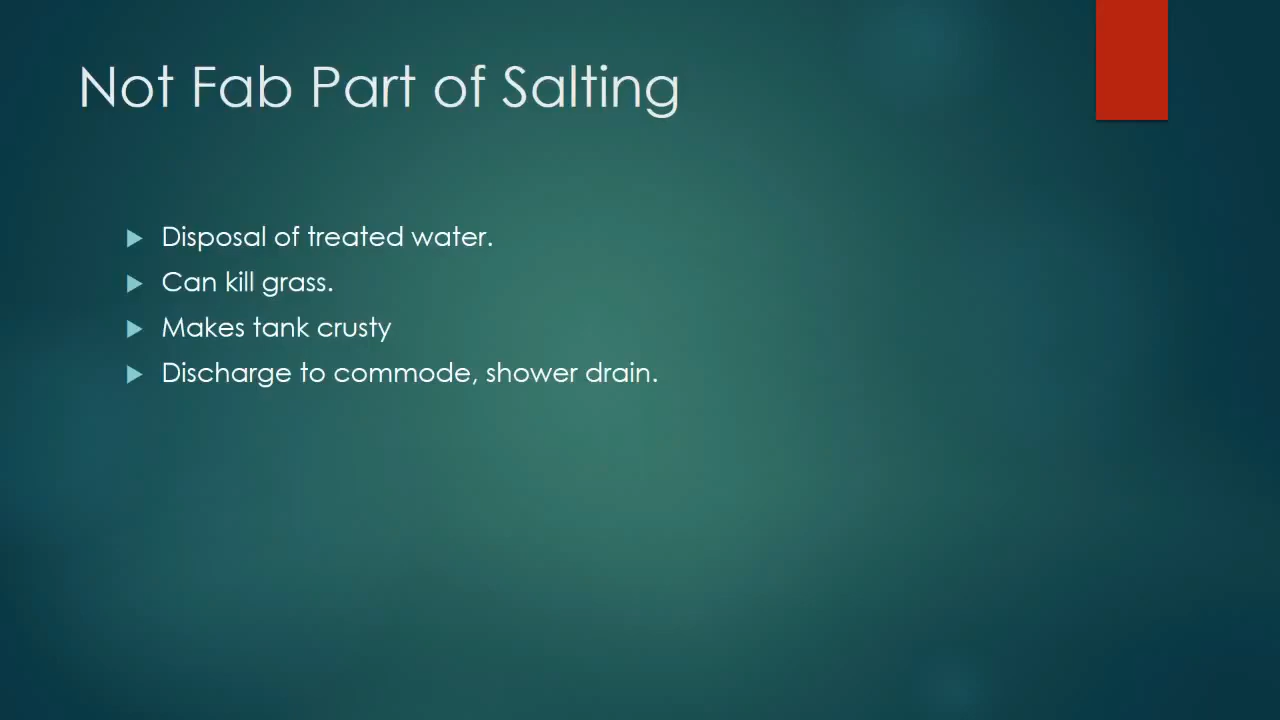 Not Fab Part of Salting
Disposal of treated water.
Can kill grass.
Makes tank crusty
Discharge to commode, shower drain.